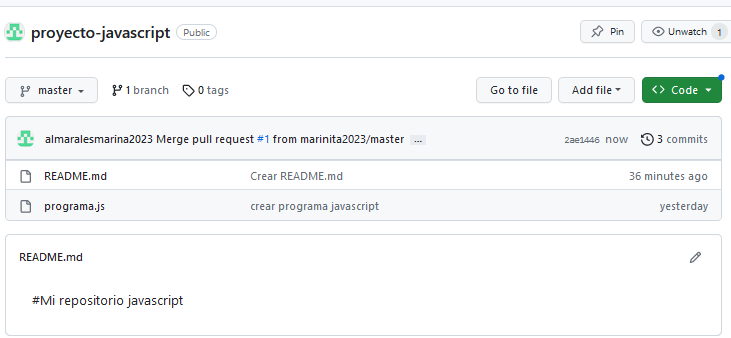 proyecto-javascript Public Pin Unwatch 1
master 1 branch 0 tags Go to file Add file Code
almaralesmarina2023 Merge pull request #1 from marinita2023/master ... 2ae1446 now 3 commits
README.md Crear README.md 36 minutes ago
programa.js crear programa javascript yesterday
README.md
#Mi repositorio javascript